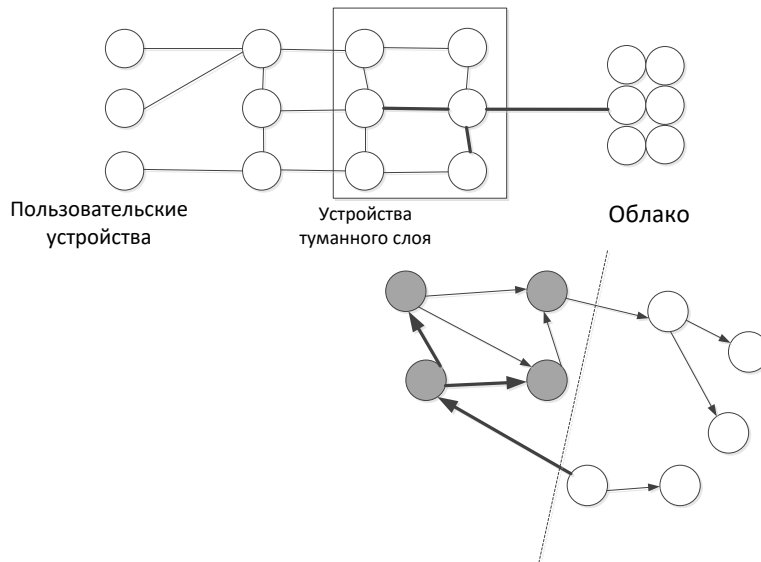 Пользовательские
устройства
Устройства
туманного слоя
Облако